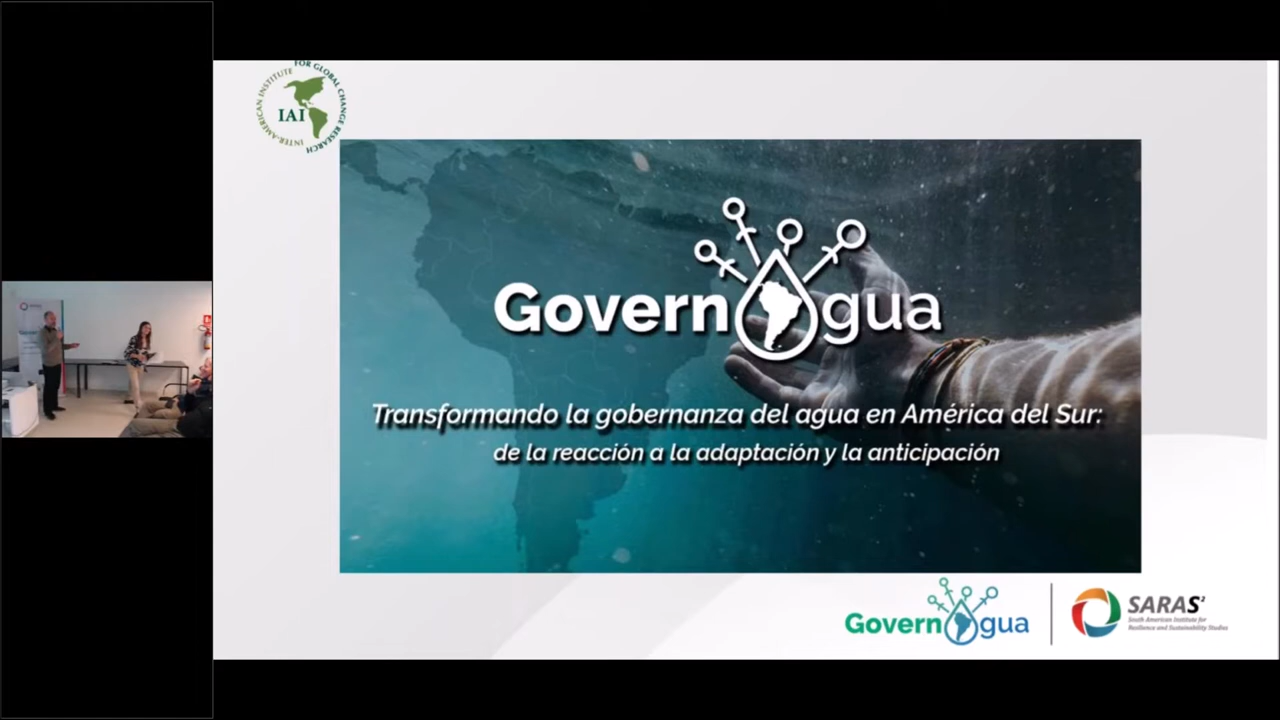 INTER-AMERICAN INSTITUTE FOR GLOBAL CHANGE RESEARCH
IAI
GovernAgua
Transformando la gobernanza del agua en América del Sur:
de la reacción a la adaptación y la anticipación
GovernAgua
SARAS²
South American Institute for
Resilience and Sustainability Studies